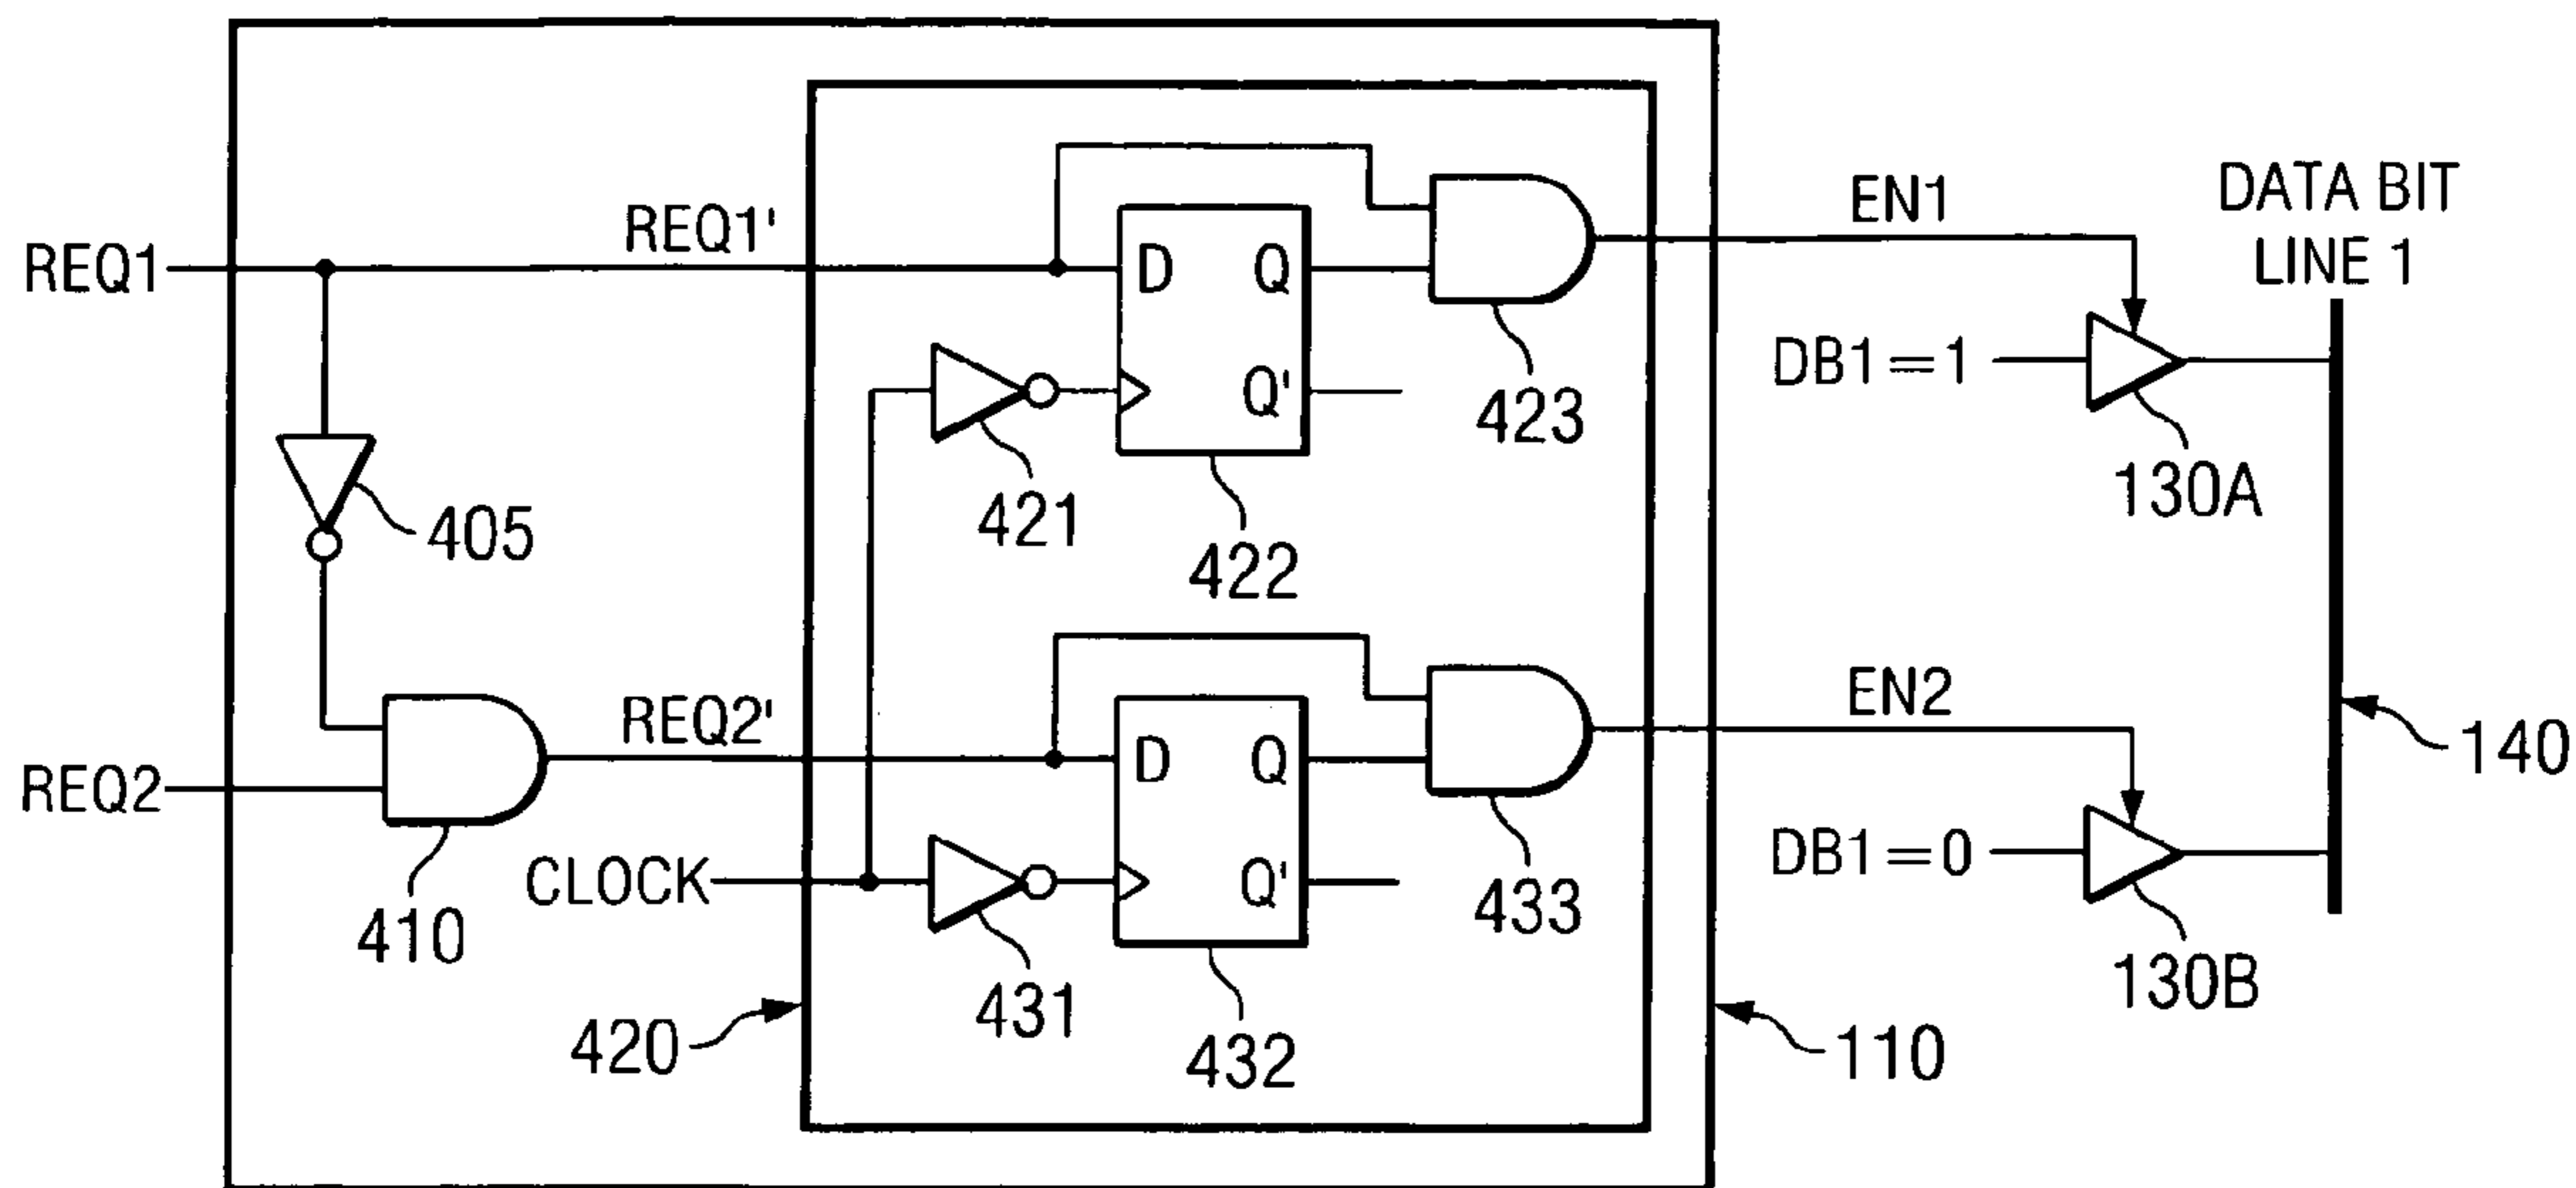 DATA BIT
LINE 1
EN1
REQ1
REQ1'
D
Q
Q'
423
DB1=1
130A
421
422
405
REQ2
REQ2'
410
CLOCK
D
Q
Q'
433
EN2
DB1=0
130B
140
431
432
420
110